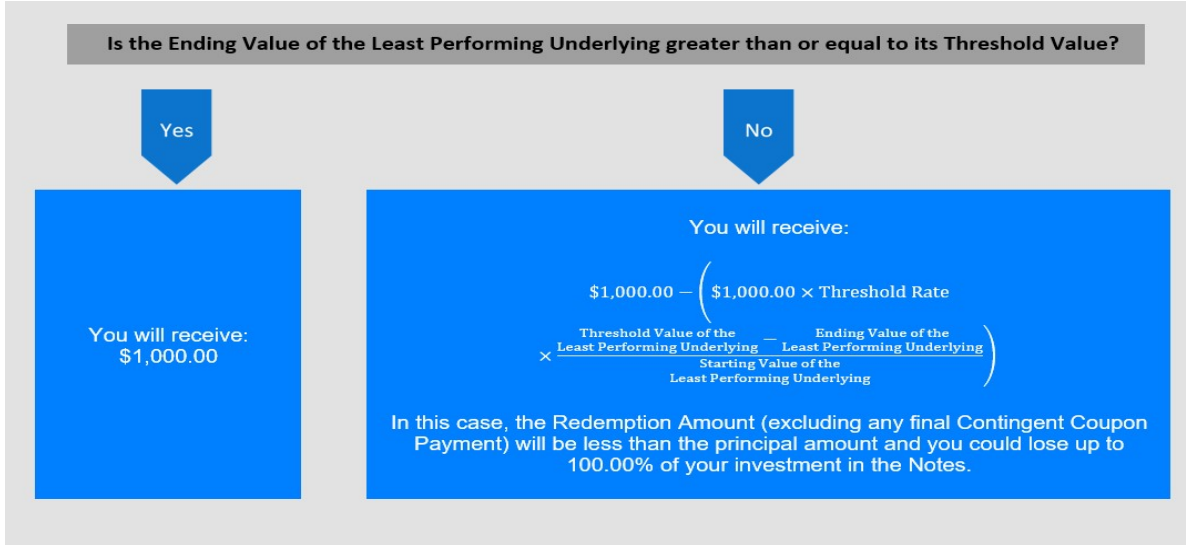 Is the Ending Value of the Least Performing Underlying greater than or equal to its Threshold Value?
Yes
No
You will receive:
$1,000.00
You will receive:
$1,000.00 − ( $1,000.00 × Threshold Rate
Threshold Value of the Ending Value of the
× Least Performing Underlying − Least Performing Underlying )
Starting Value of the
Least Performing Underlying
In this case, the Redemption Amount (excluding any final Contingent Coupon
Payment) will be less than the principal amount and you could lose up to
100.00% of your investment in the Notes.